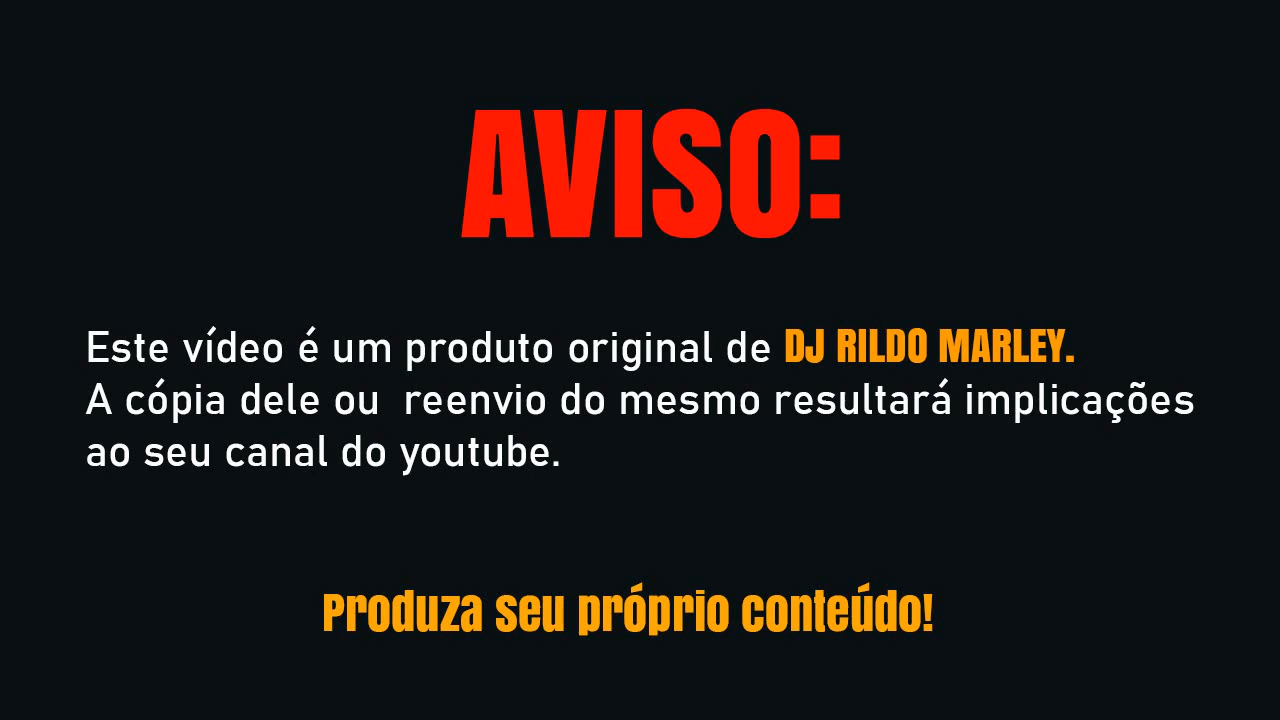 AVISO:
Este vídeo é um produto original de DJ RILDO MARLEY.
A cópia dele ou  reenvio do mesmo resultará implicações
ao seu canal do youtube.
Produza seu próprio conteúdo!